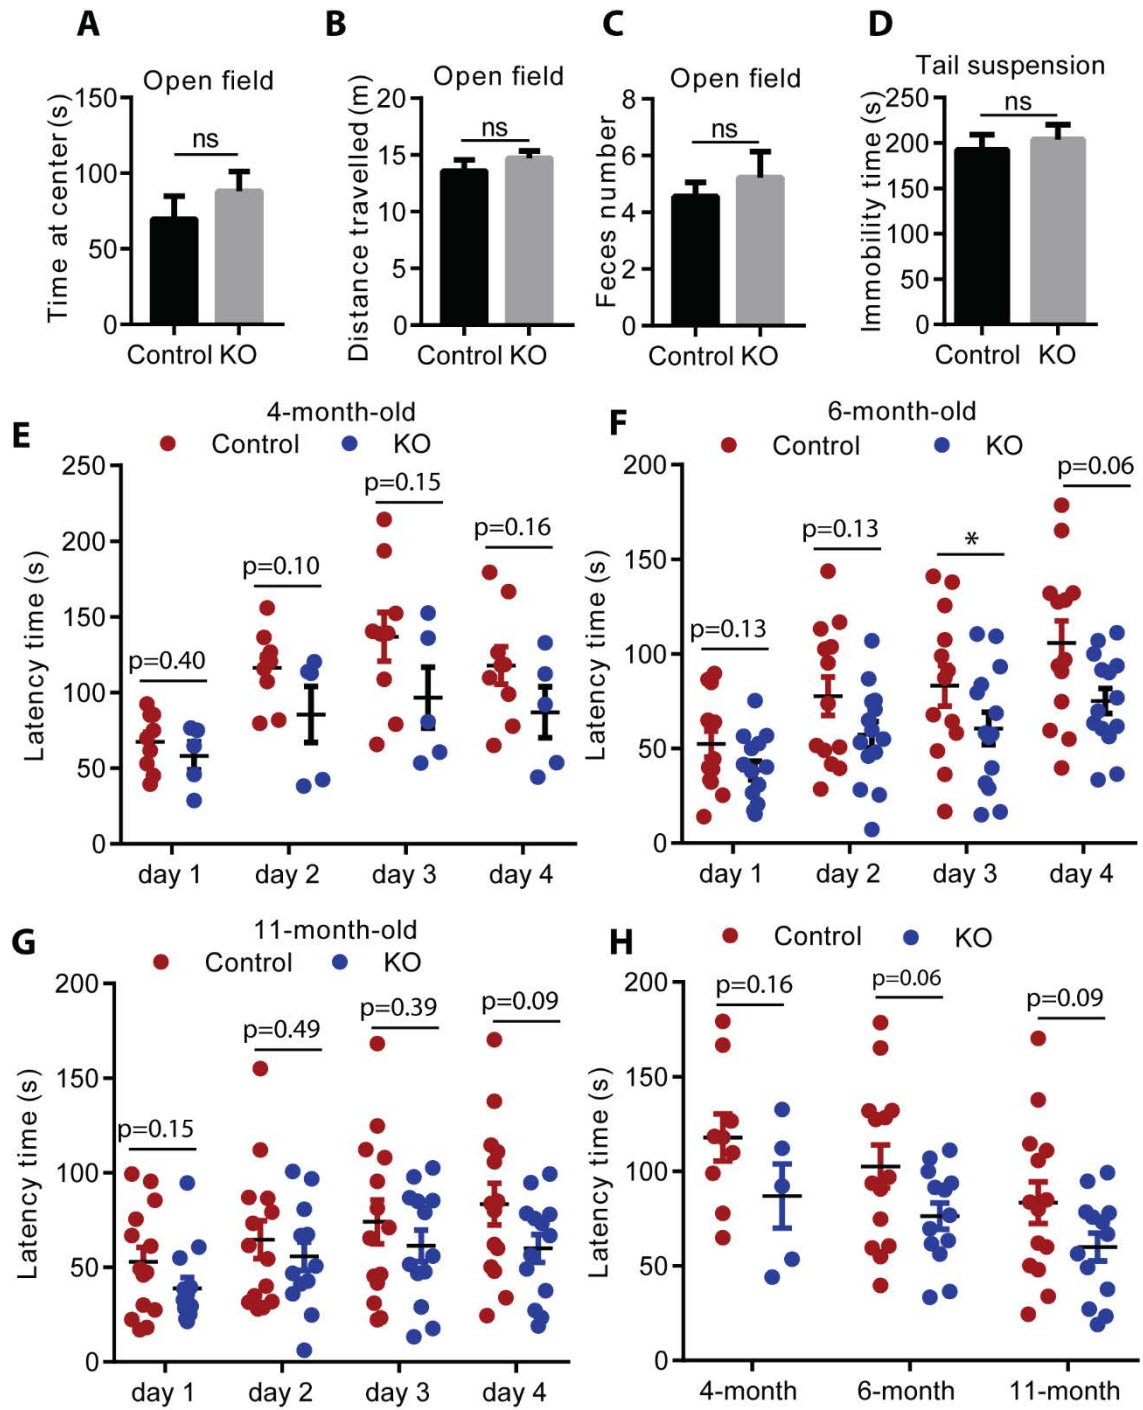 A
B
C
D
Open field
Open field
Open field
Tail suspension
Time at center (s)
150
100
50
0
ns
Control KO
Distance travelled (m)
20
15
10
5
0
ns
Control KO
Feces number
8
6
4
2
0
ns
Control KO
Immobility time (s)
250
200
150
100
50
0
ns
Control KO
E
4-month-old
Control KO
Latency time (s)
250
200
150
100
50
0
p=0.40
p=0.10
p=0.15
p=0.16
day 1 day 2 day 3 day 4
F
6-month-old
Control KO
Latency time (s)
200
150
100
50
0
p=0.13
p=0.13
*
p=0.06
day 1 day 2 day 3 day 4
G
11-month-old
Control KO
Latency time (s)
200
150
100
50
0
p=0.15
p=0.49
p=0.39
p=0.09
day 1 day 2 day 3 day 4
H
Control KO
Latency time (s)
200
150
100
50
0
p=0.16
p=0.06
p=0.09
4-month 6-month 11-month